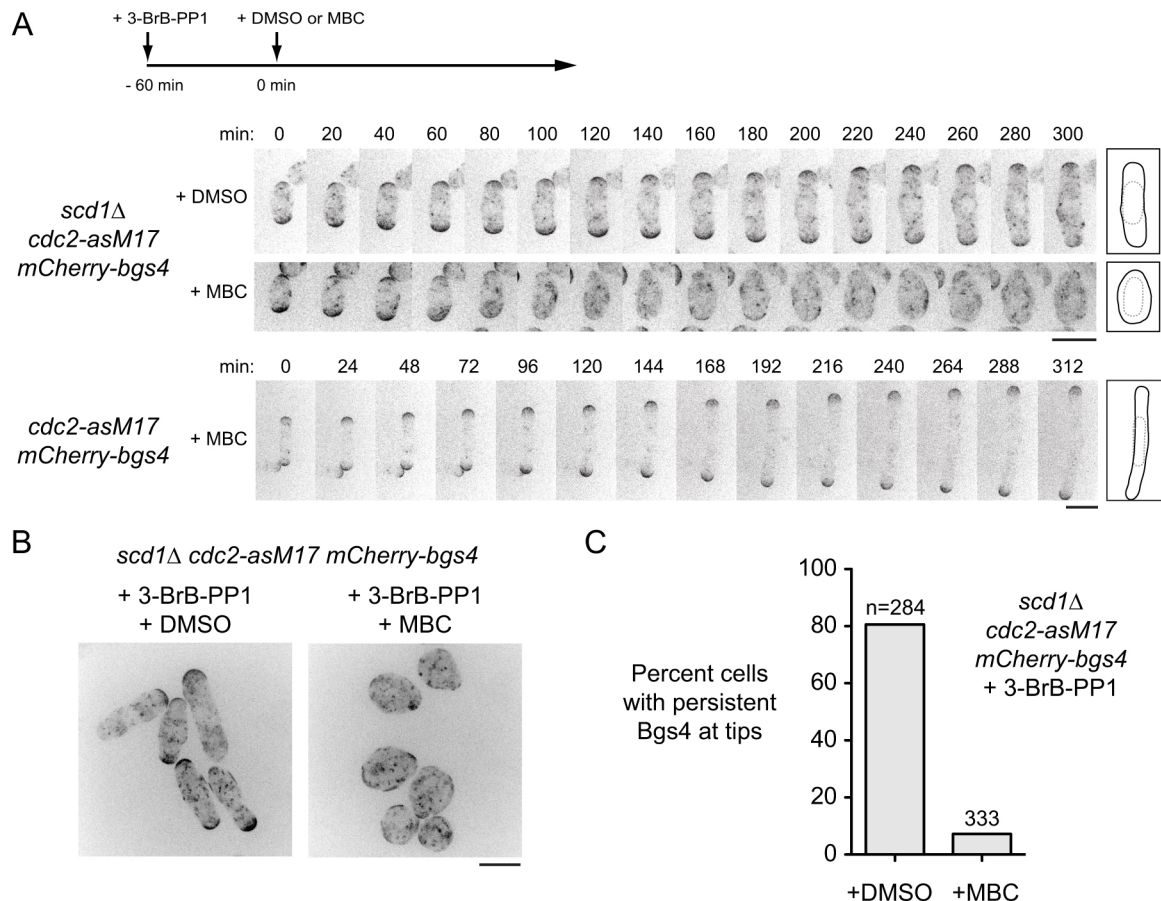 A
+ 3-BrB-PP1 + DMSO or MBC
- 60 min 0 min
min: 0 20 40 60 80 100 120 140 160 180 200 220 240 260 280 300
scd1Δ
cdc2-asM17
mCherry-bgs4
+ DMSO
+ MBC
min: 0 24 48 72 96 120 144 168 192 216 240 264 288 312
cdc2-asM17
mCherry-bgs4
+ MBC
B
scd1Δ cdc2-asM17 mCherry-bgs4
+ 3-BrB-PP1
+ DMSO
+ 3-BrB-PP1
+ MBC
C
Percent cells
with persistent
Bgs4 at tips
100
80
60
40
20
0
n=284
333
+DMSO +MBC
scd1Δ
cdc2-asM17
mCherry-bgs4
+ 3-BrB-PP1